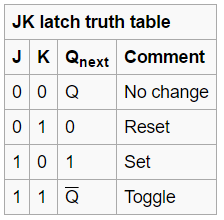 JK latch truth table
J K Qnext Comment
0 0 Q No change
0 1 0 Reset
1 0 1 Set
1 1 Q̅ Toggle